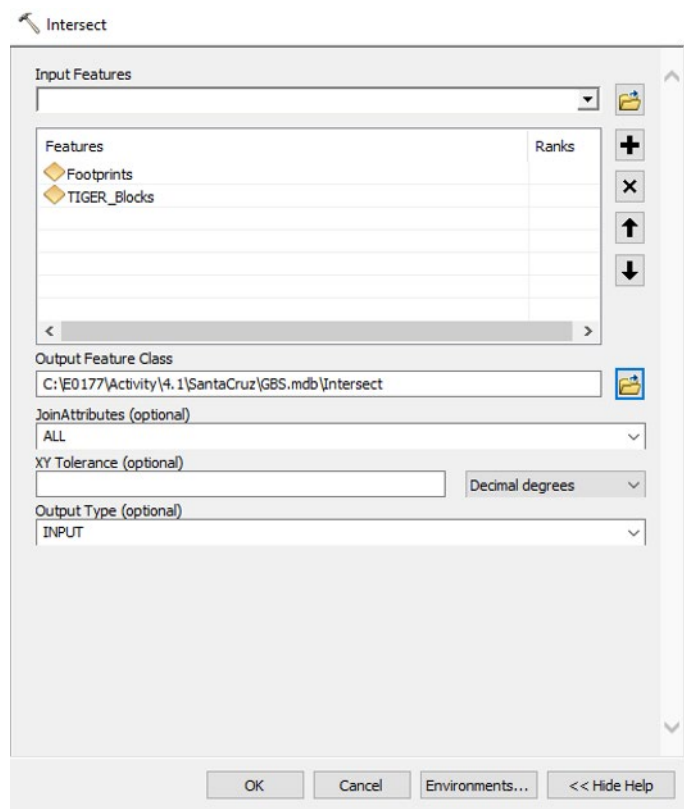 Intersect
Input Features
Features Ranks
Footprints
TIGER_Blocks
Output Feature Class
C:\E0177\Activity\4.1\SantaCruz\GBS.mdb\Intersect
JoinAttributes (optional)
ALL
XY Tolerance (optional)
Decimal degrees
Output Type (optional)
INPUT
OK Cancel Environments... << Hide Help